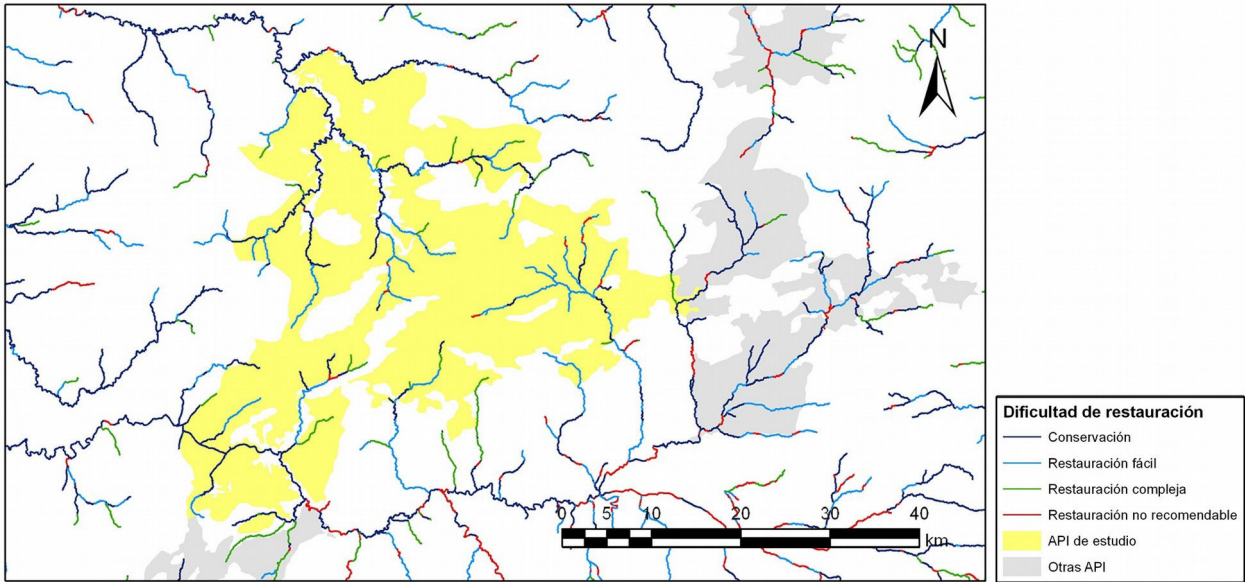 N
0 5 10 20 30 40
km
Dificultad de restauración
Conservación
Restauración fácil
Restauración compleja
Restauración no recomendable
API de estudio
Otras API